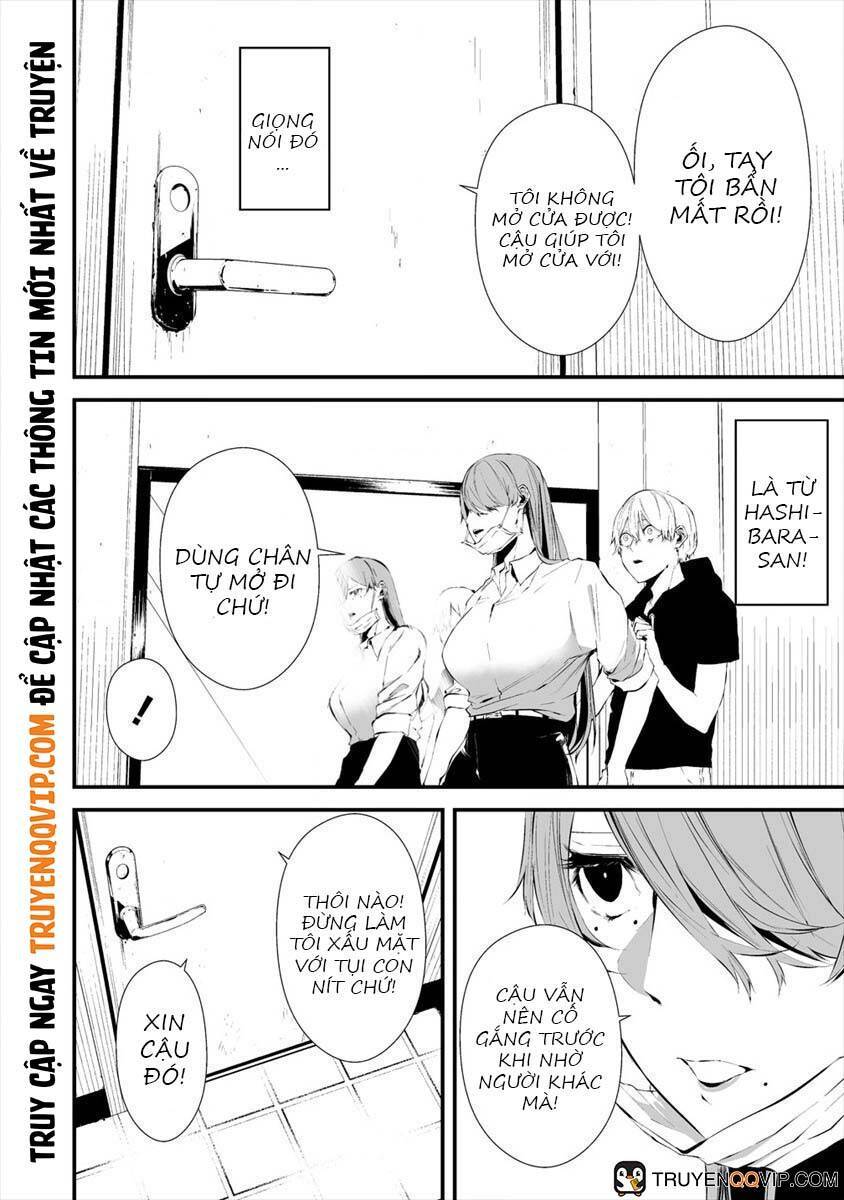 TRUY CẬP NGAY TRUYENQQVIP.COM ĐỂ CẬP NHẬT CÁC THÔNG TIN MỚI NHẤT VỀ TRUYỆN
ỐI, TAY
TÔI BẨN
MẤT RỒI!
TÔI KHÔNG
MỞ CỬA ĐƯỢC!
CẬU GIÚP TÔI
MỞ CỬA VỚI!
GIỌNG
NÓI ĐÓ
...
LÀ TỪ
HASHI-
BARA-
SAN!
DÙNG CHÂN
TỰ MỞ ĐI
CHỨ!
!
CẬU VẪN
NÊN CỐ
GẮNG TRƯỚC
KHI NHỜ
NGƯỜI KHÁC
MÀ!
THÔI NÀO!
ĐỪNG LÀM
TÔI XẤU MẶT
VỚI TỤI CON
NÍT CHỨ!
XIN
CẬU
ĐÓ!
TRUYENQQVIP.COM